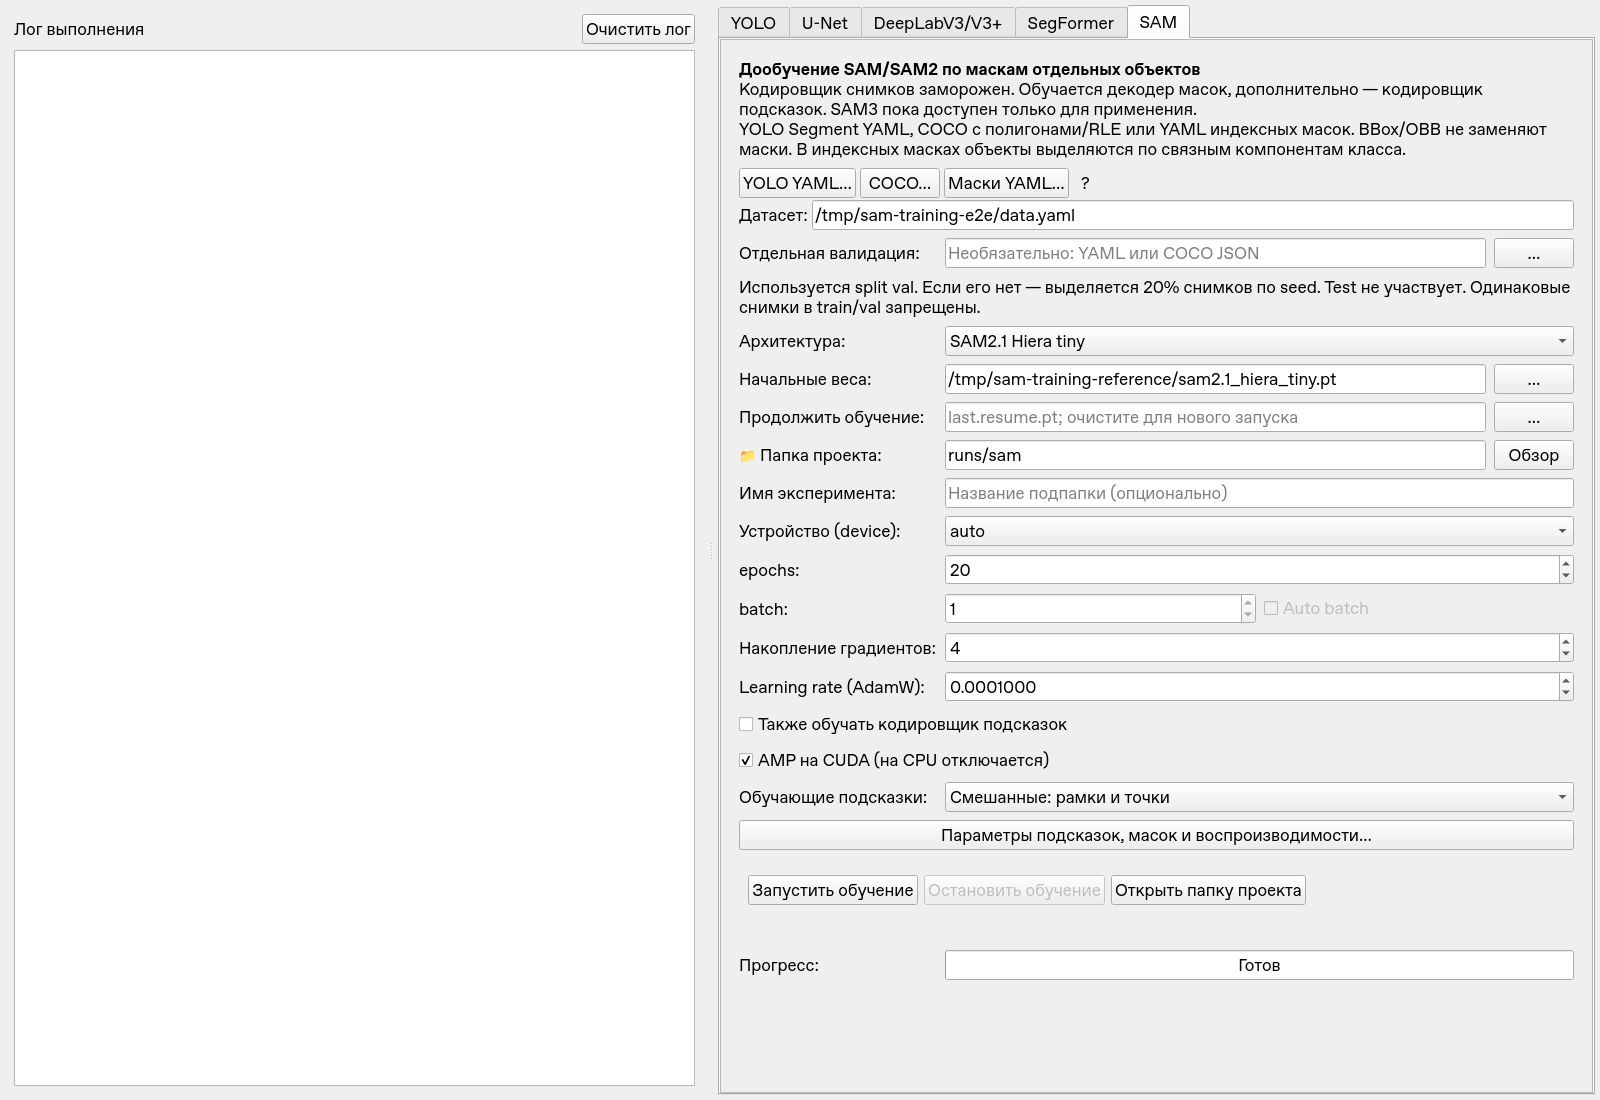 Лог выполнения
Очистить лог
YOLO
U-Net
DeepLabV3/V3+
SegFormer
SAM
Дообучение SAM/SAM2 по маскам отдельных объектов
Кодировщик снимков заморожен. Обучается декодер масок, дополнительно — кодировщик
подсказок. SAM3 пока доступен только для применения.
YOLO Segment YAML, COCO с полигонами/RLE или YAML индексных масок. BBox/OBB не заменяют
маски. В индексных масках объекты выделяются по связным компонентам класса.
YOLO YAML...
COCO...
Маски YAML...
?
Датасет: /tmp/sam-training-e2e/data.yaml
Отдельная валидация: Необязательно: YAML или COCO JSON ...
Используется split val. Если его нет — выделяется 20% снимков по seed. Test не участвует. Одинаковые
снимки в train/val запрещены.
Архитектура: SAM2.1 Hiera tiny
Начальные веса: /tmp/sam-training-reference/sam2.1_hiera_tiny.pt ...
Продолжить обучение: last.resume.pt; очистите для нового запуска ...
📁 Папка проекта: runs/sam Обзор
Имя эксперимента: Название подпапки (опционально)
Устройство (device): auto
epochs: 20
batch: 1 Auto batch
Накопление градиентов: 4
Learning rate (AdamW): 0.0001000
Также обучать кодировщик подсказок
AMP на CUDA (на CPU отключается)
Обучающие подсказки: Смешанные: рамки и точки
Параметры подсказок, масок и воспроизводимости...
Запустить обучение
Остановить обучение
Открыть папку проекта
Прогресс: Готов